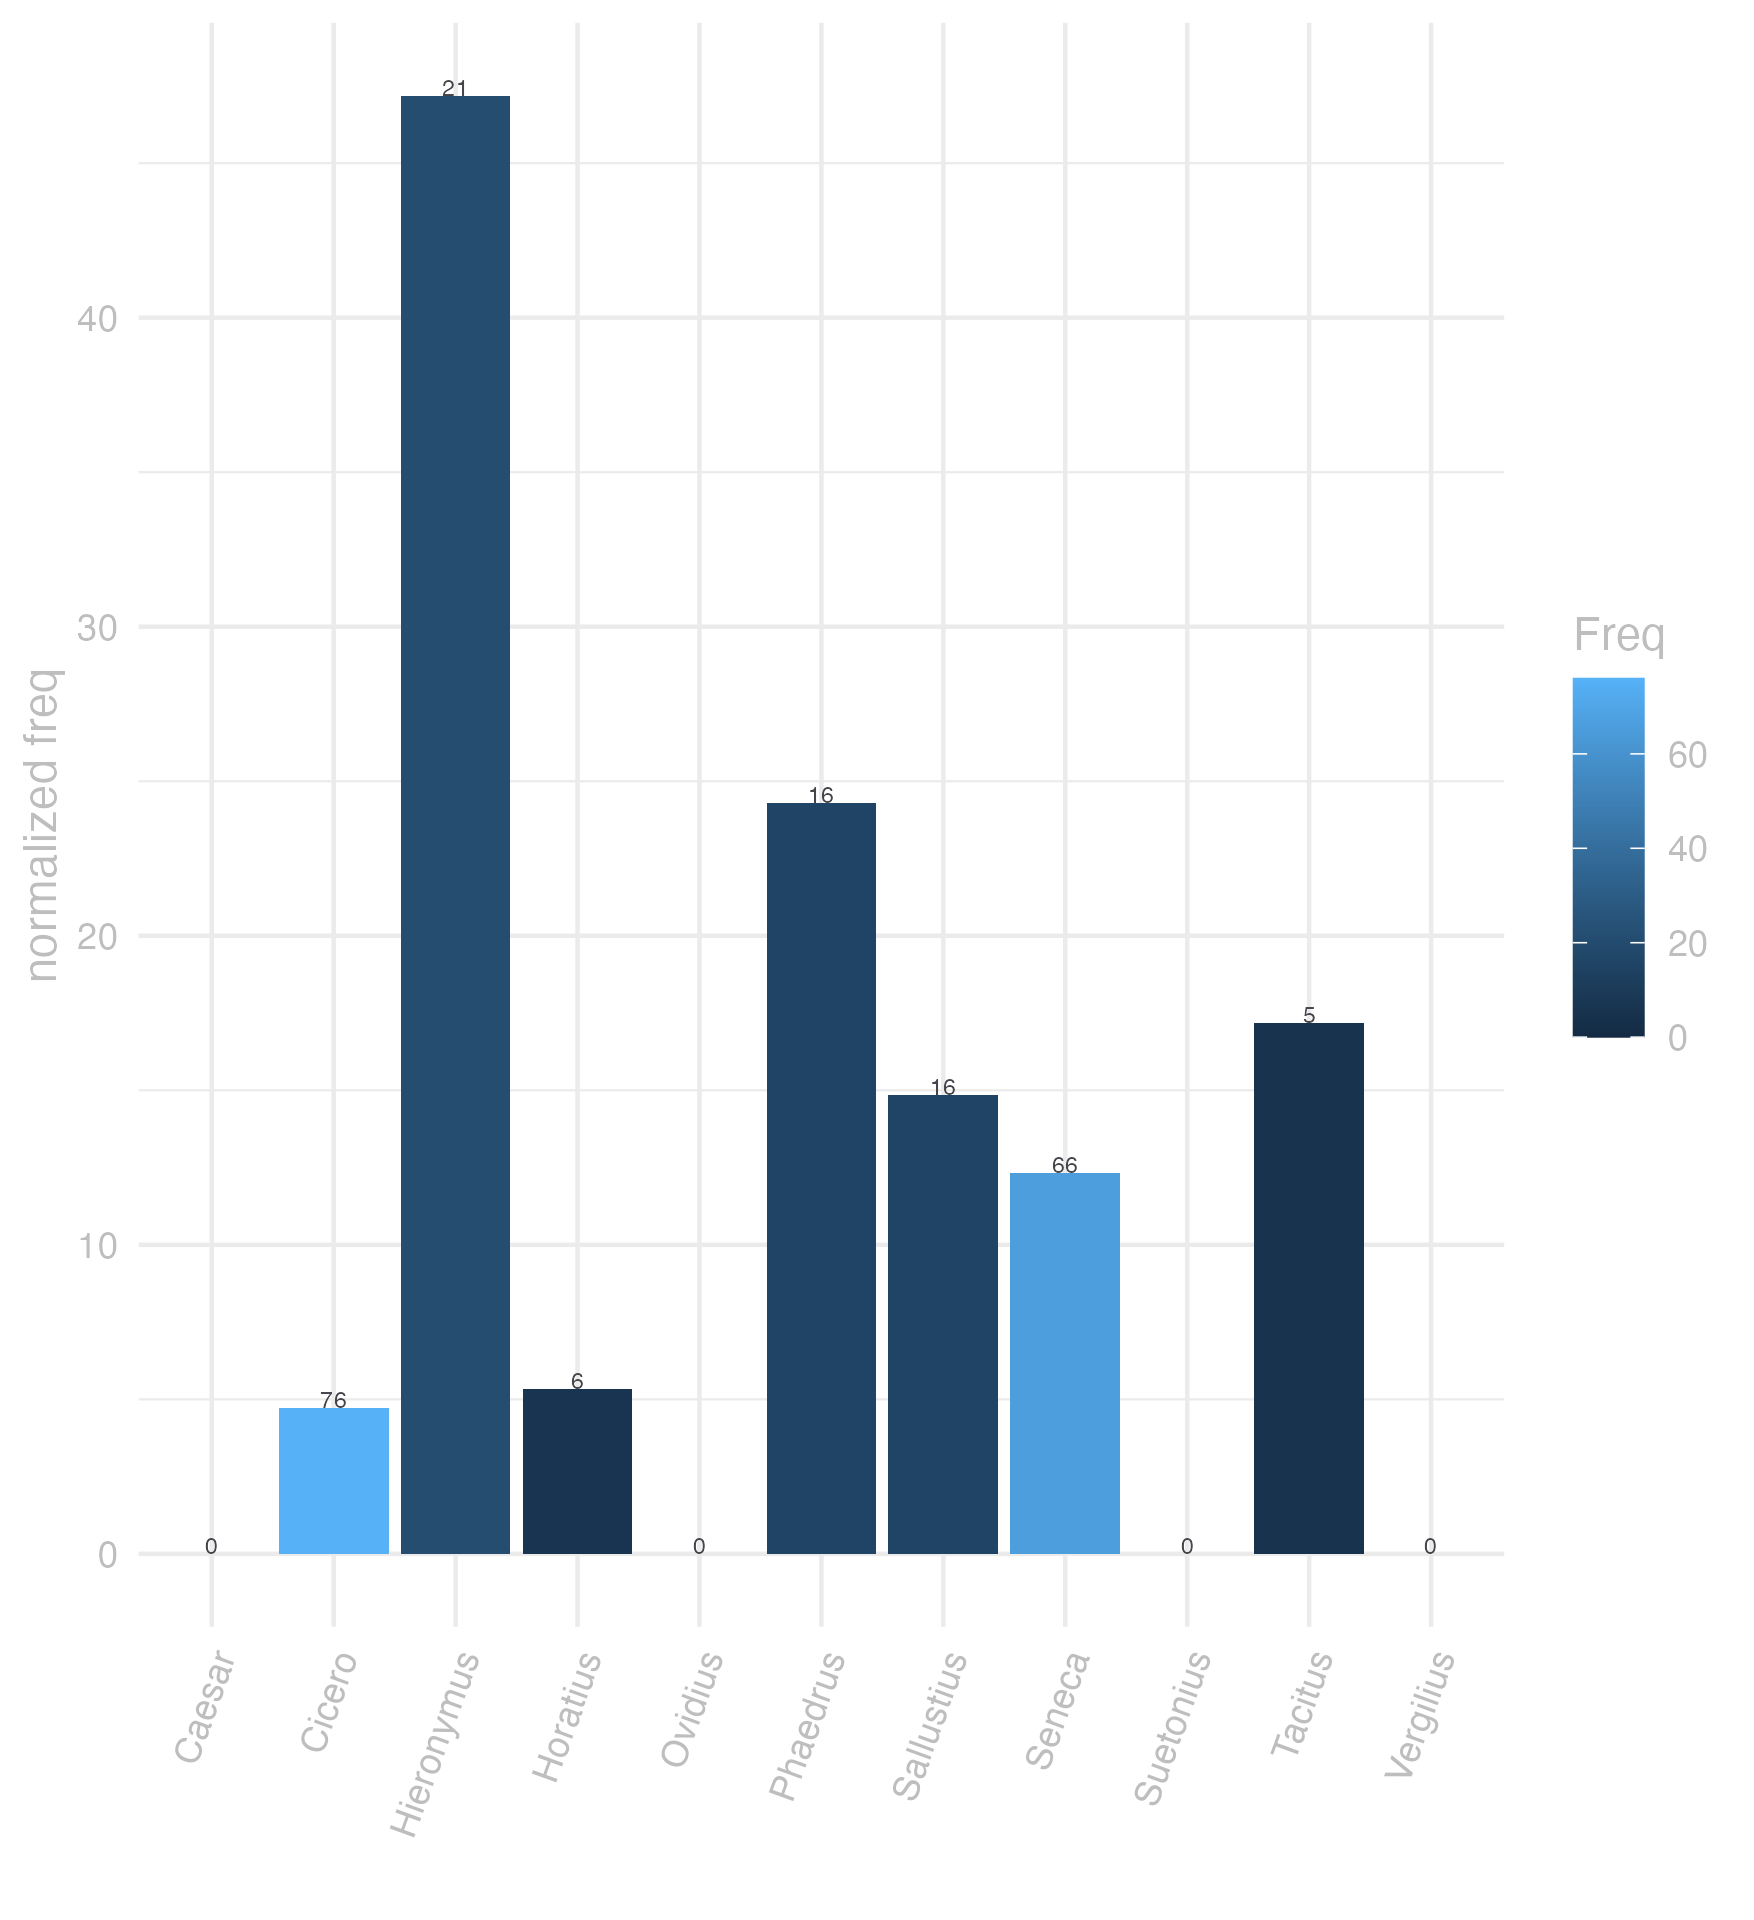 normalized freq
40
30
20
10
0
21
16
5
16
66
6
76
0
0
0
0
Caesar
Cicero
Hieronymus
Horatius
Ovidius
Phaedrus
Sallustius
Seneca
Suetonius
Tacitus
Vergilius
Freq
60
40
20
0